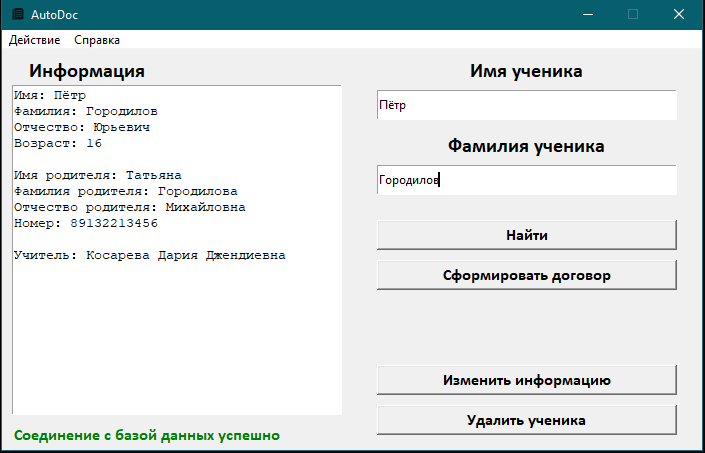 AutoDoc
Действие Справка
Информация
Имя: Пётр
Фамилия: Городилов
Отчество: Юрьевич
Возраст: 16
Имя родителя: Татьяна
Фамилия родителя: Городилова
Отчество родителя: Михайловна
Номер: 89132213456
Учитель: Косарева Дария Джендиевна
Соединение с базой данных успешно
Имя ученика
Пётр
Фамилия ученика
Городилов
Найти
Сформировать договор
Изменить информацию
Удалить ученика